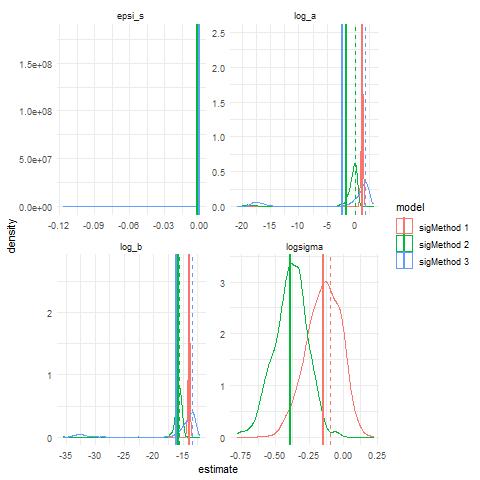 epsi_s
log_a
1.5e+08
1.0e+08
5.0e+07
0.0e+00
-0.12
-0.09
-0.06
-0.03
0.00
2.5
2.0
1.5
1.0
0.5
0.0
-20
-15
-10
-5
0
density
log_b
logsigma
2
1
0
-35
-30
-25
-20
-15
3
2
1
0
-0.75
-0.50
-0.25
0.00
0.25
estimate
model
sigMethod 1
sigMethod 2
sigMethod 3